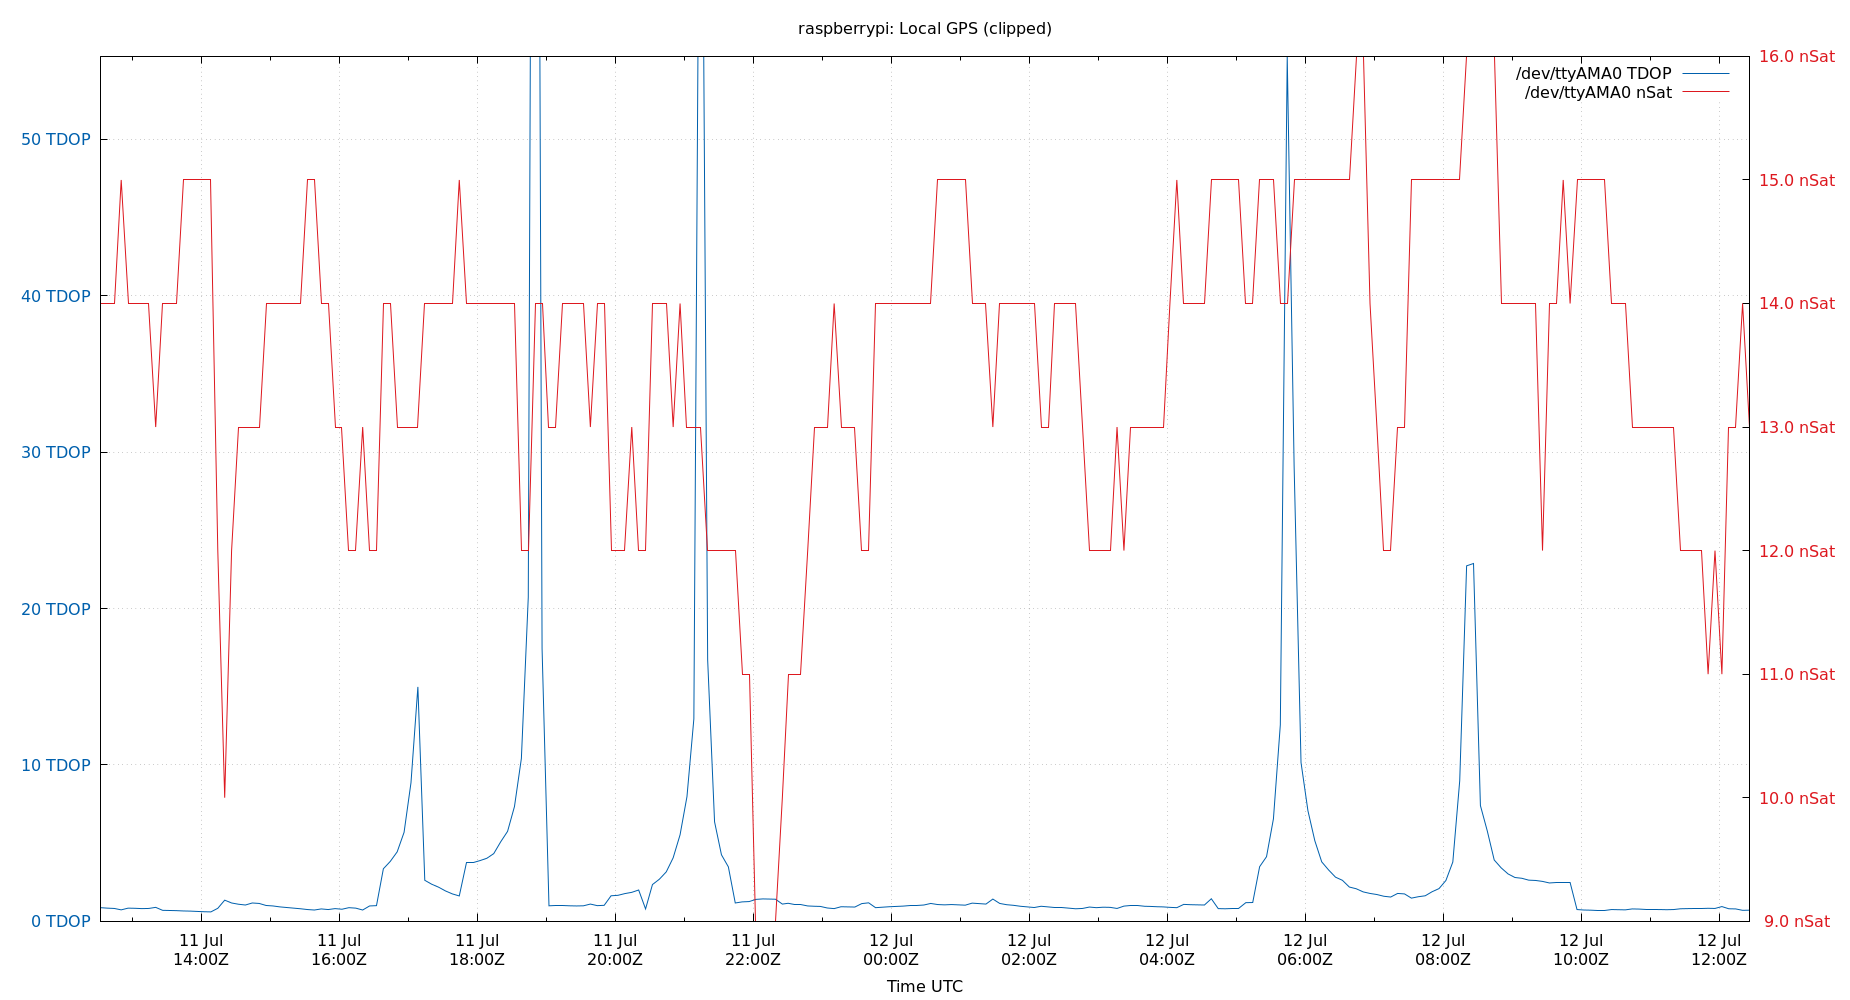 raspberrypi: Local GPS (clipped)
/dev/ttyAMA0 TDOP
/dev/ttyAMA0 nSat
50 TDOP
40 TDOP
30 TDOP
20 TDOP
10 TDOP
0 TDOP
16.0 nSat
15.0 nSat
14.0 nSat
13.0 nSat
12.0 nSat
11.0 nSat
10.0 nSat
9.0 nSat
11 Jul 11 Jul 11 Jul 11 Jul 11 Jul 12 Jul 12 Jul 12 Jul 12 Jul 12 Jul 12 Jul 12 Jul
14:00Z 16:00Z 18:00Z 20:00Z 22:00Z 00:00Z 02:00Z 04:00Z 06:00Z 08:00Z 10:00Z 12:00Z
Time UTC